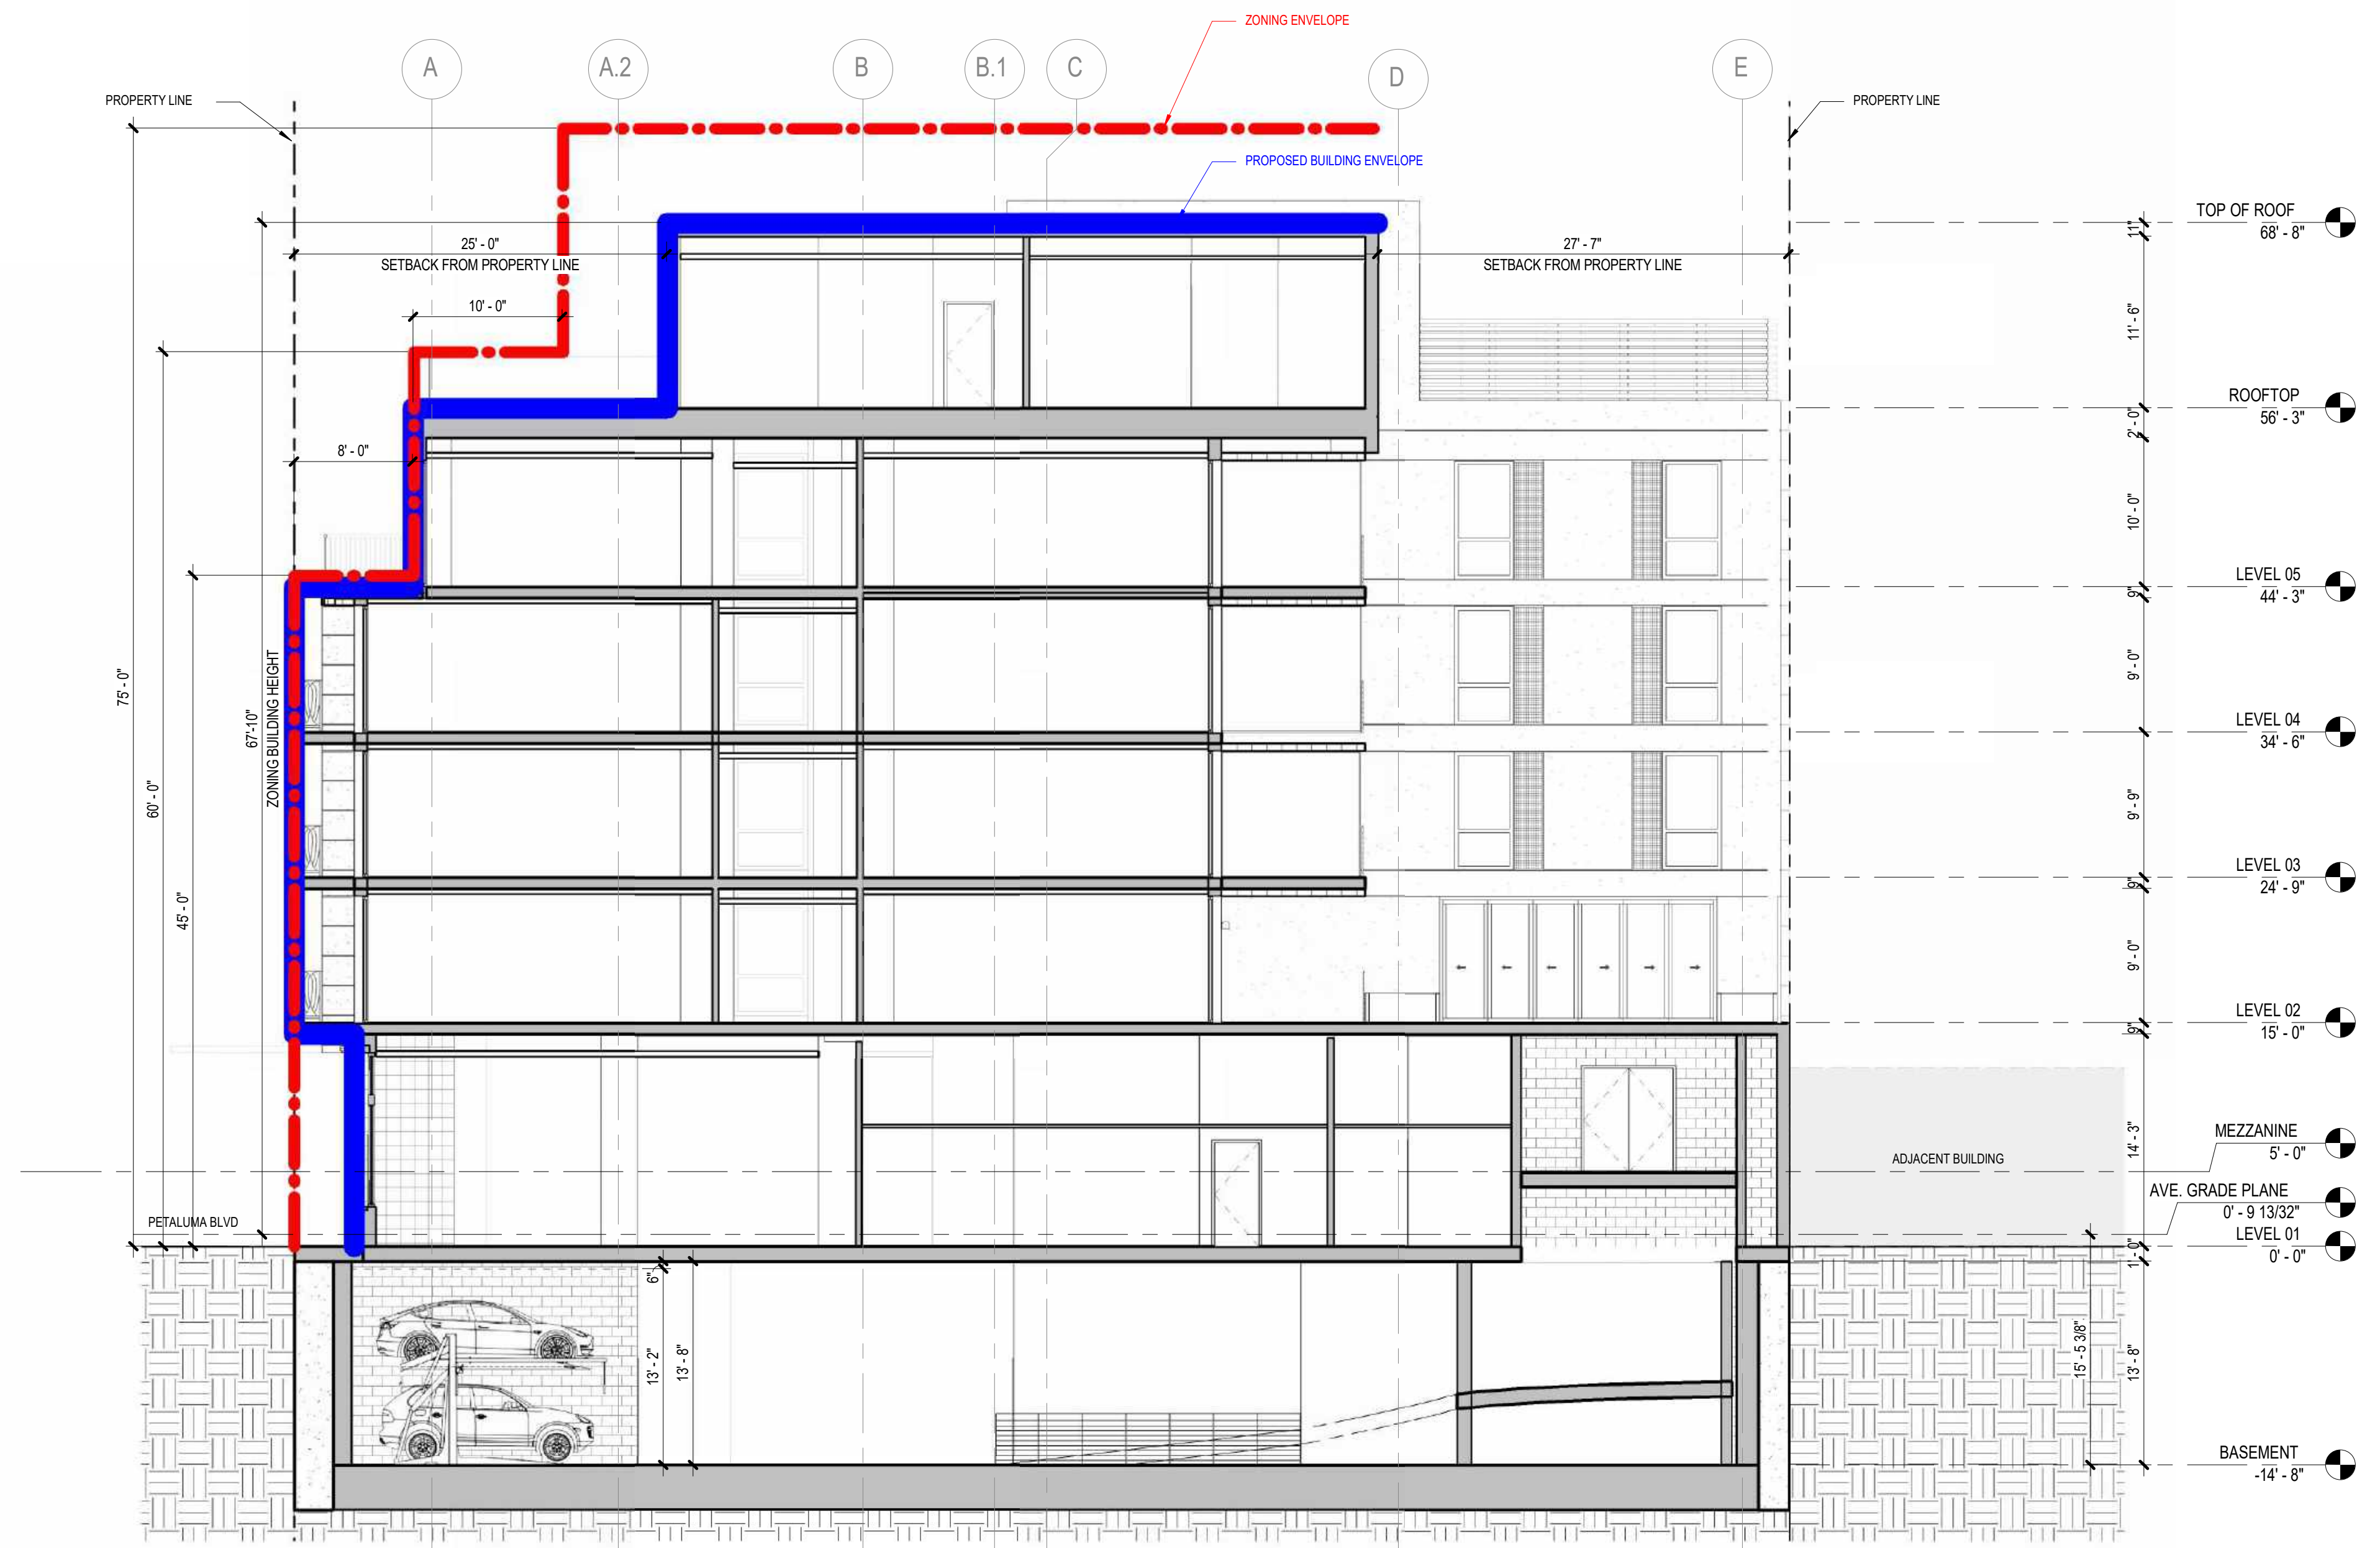 ZONING ENVELOPE
A
A.2
B
B.1
C
D
E
PROPERTY LINE
PROPERTY LINE
PROPOSED BUILDING ENVELOPE
TOP OF ROOF
68' - 8"
11"
25' - 0"
SETBACK FROM PROPERTY LINE
27' - 7"
SETBACK FROM PROPERTY LINE
10' - 0"
11' - 6"
ROOFTOP
56' - 3"
2' - 0"
8' - 0"
10' - 0"
LEVEL 05
44' - 3"
9"
75' - 0"
60' - 0"
45' - 0"
67'-10"
ZONING BUILDING HEIGHT
9' - 0"
LEVEL 04
34' - 6"
9' - 9"
LEVEL 03
24' - 9"
9"
9' - 0"
LEVEL 02
15' - 0"
9"
14' - 3"
MEZZANINE
5' - 0"
ADJACENT BUILDING
AVE. GRADE PLANE
0' - 9 13/32"
PETALUMA BLVD
LEVEL 01
0' - 0"
1' - 0"
6"
13' - 2"
13' - 8"
15' - 5 3/8"
13' - 8"
BASEMENT
-14' - 8"